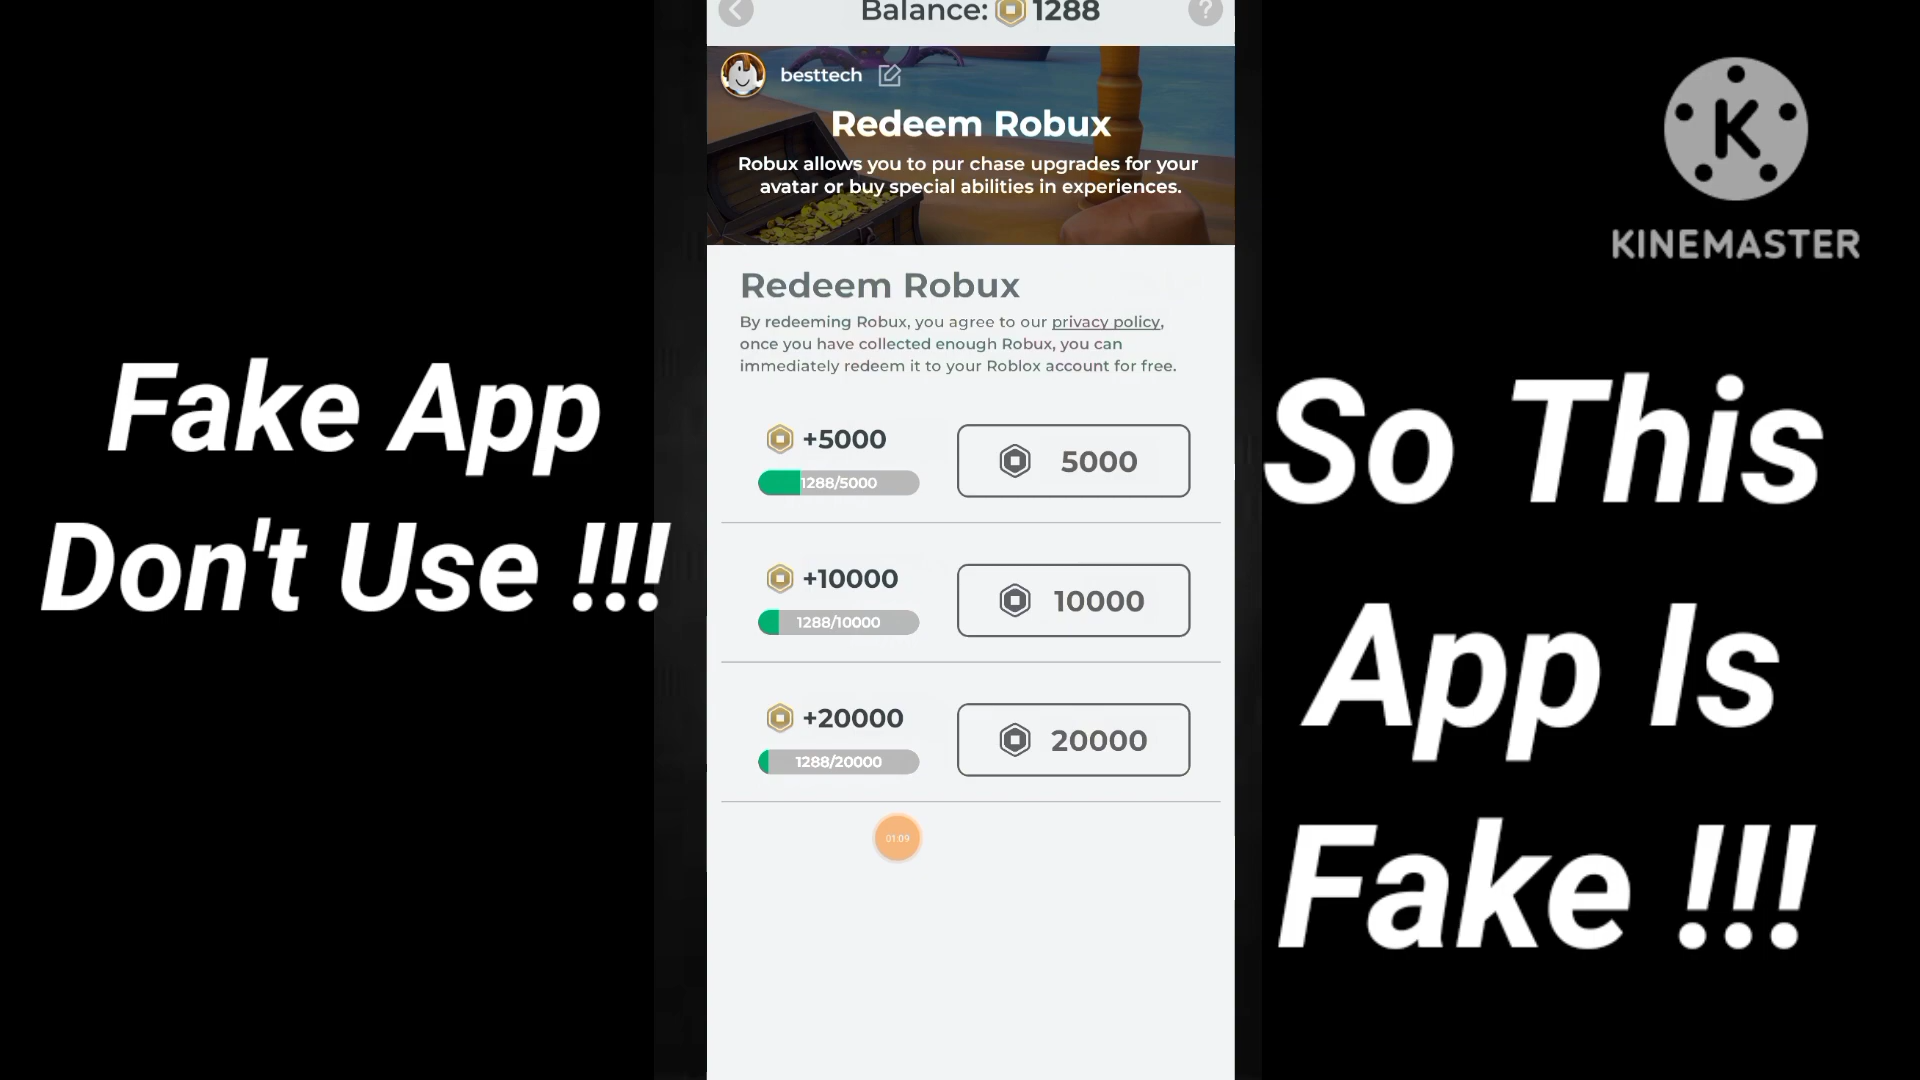 Balance: 1288
?
besttech
Redeem Robux
Robux allows you to pur chase upgrades for your
avatar or buy special abilities in experiences.
Redeem Robux
By redeeming Robux, you agree to our privacy policy,
once you have collected enough Robux, you can
immediately redeem it to your Roblox account for free.
+5000
1288/5000
5000
+10000
1288/10000
10000
+20000
1288/20000
20000
01:09
Fake App
Don't Use !!!
K
KINEMASTER
So This
App Is
Fake !!!